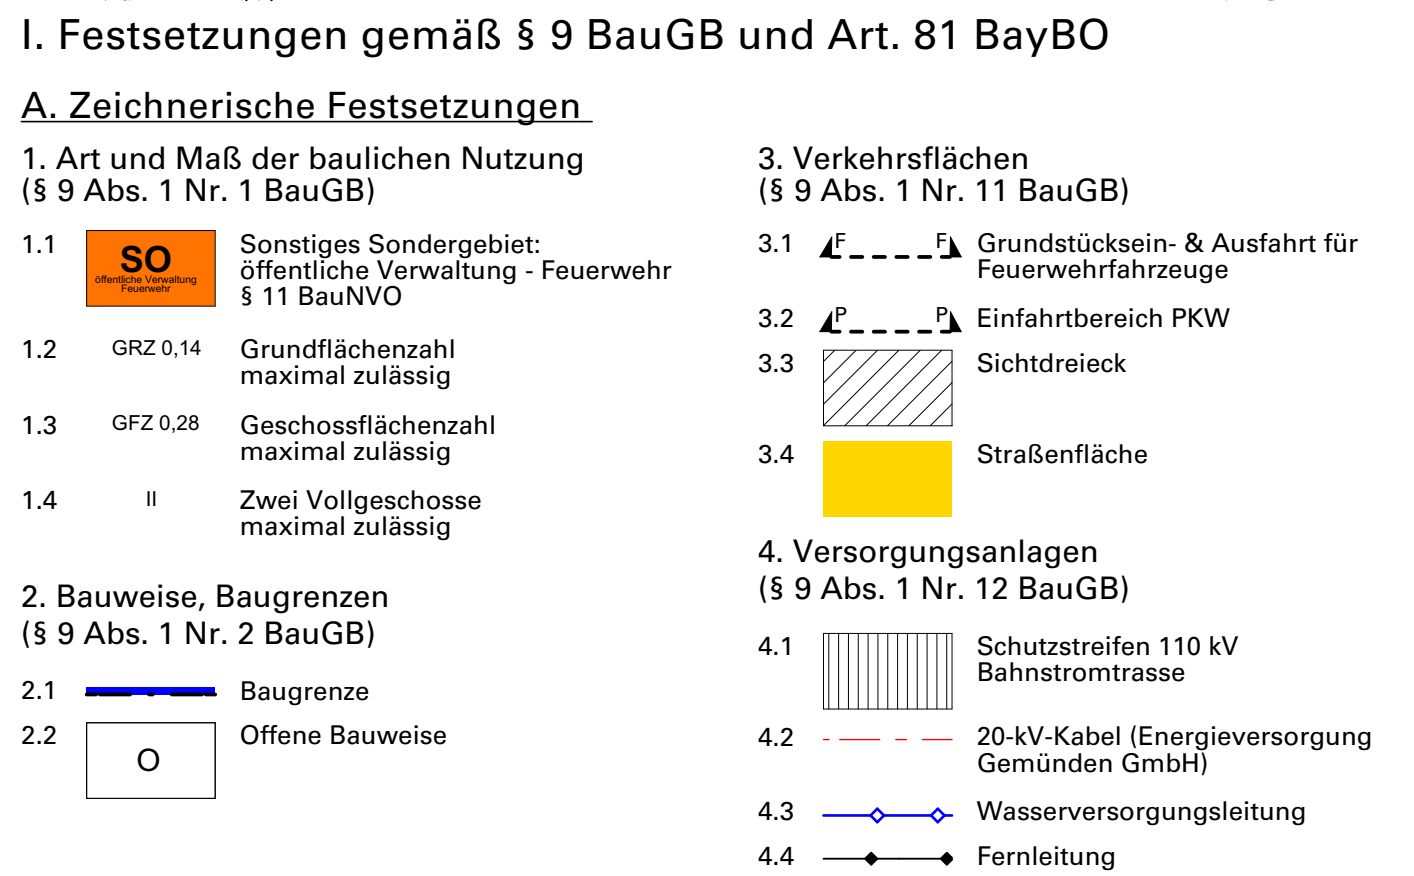 I. Festsetzungen gemäß § 9 BauGB und Art. 81 BayBO
A. Zeichnerische Festsetzungen
1. Art und Maß der baulichen Nutzung
(§ 9 Abs. 1 Nr. 1 BauGB)
1.1 SO Sonstiges Sondergebiet:
öffentliche Verwaltung öffentliche Verwaltung - Feuerwehr
Feuerwehr § 11 BauNVO
1.2 GRZ 0,14 Grundflächenzahl
maximal zulässig
1.3 GFZ 0,28 Geschossflächenzahl
maximal zulässig
1.4 II Zwei Vollgeschosse
maximal zulässig
2. Bauweise, Baugrenzen
(§ 9 Abs. 1 Nr. 2 BauGB)
2.1 Baugrenze
2.2 O Offene Bauweise
3. Verkehrsflächen
(§ 9 Abs. 1 Nr. 11 BauGB)
3.1 F F Grundstücksein- & Ausfahrt für
Feuerwehrfahrzeuge
3.2 P P Einfahrtbereich PKW
3.3 Sichtdreieck
3.4 Straßenfläche
4. Versorgungsanlagen
(§ 9 Abs. 1 Nr. 12 BauGB)
4.1 Schutzstreifen 110 kV
Bahnstromtrasse
4.2 20-kV-Kabel (Energieversorgung
Gemünden GmbH)
4.3 Wasserversorgungsleitung
4.4 Fernleitung